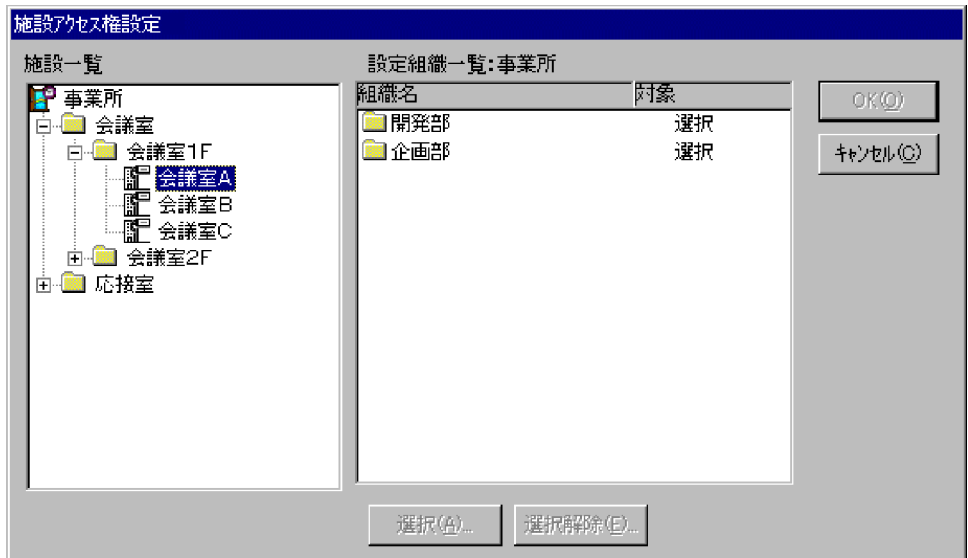 施設ｱｸｾｽ権設定
施設一覧
設定組織一覧:事業所
事業所
会議室
会議室1F
会議室A
会議室B
会議室C
会議室2F
応接室
組織名 対象
開発部 選択
企画部 選択
OK(O)
ｷｬﾝｾﾙ(C)
選択(A)...
選択解除(E)...